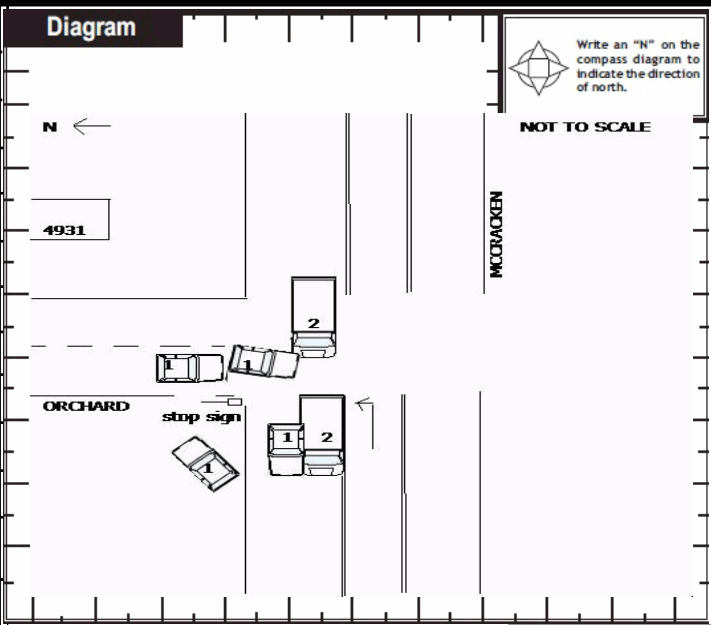 Diagram
Write an “N” on the
compass diagram to
indicate the direction
of north.
N
NOT TO SCALE
MCCRACKEN
4931
2
1
1
ORCHARD
stop sign
1
2
1